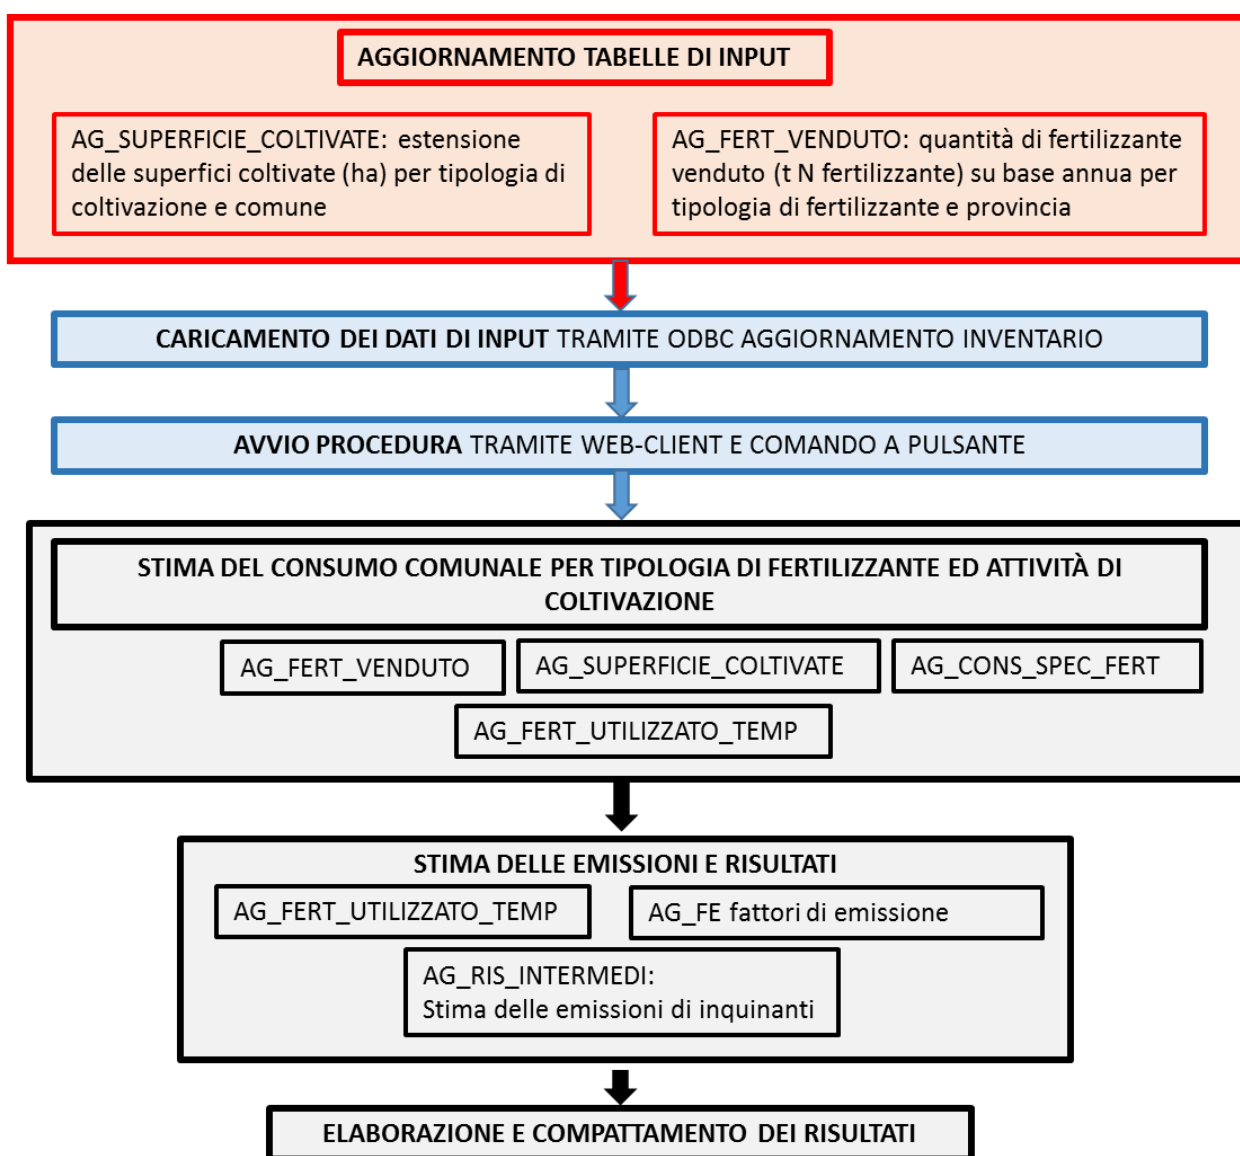 AGGIORNAMENTO TABELLE DI INPUT
AG_SUPERFICIE_COLTIVATE: estensione
delle superfici coltivate (ha) per tipologia di
coltivazione e comune
AG_FERT_VENDUTO: quantità di fertilizzante
venduto (t N fertilizzante) su base annua per
tipologia di fertilizzante e provincia
CARICAMENTO DEI DATI DI INPUT TRAMITE ODBC AGGIORNAMENTO INVENTARIO
AVVIO PROCEDURA TRAMITE WEB-CLIENT E COMANDO A PULSANTE
STIMA DEL CONSUMO COMUNALE PER TIPOLOGIA DI FERTILIZZANTE ED ATTIVITÀ DI
COLTIVAZIONE
AG_FERT_VENDUTO
AG_SUPERFICIE_COLTIVATE
AG_CONS_SPEC_FERT
AG_FERT_UTILIZZATO_TEMP
STIMA DELLE EMISSIONI E RISULTATI
AG_FERT_UTILIZZATO_TEMP
AG_FE fattori di emissione
AG_RIS_INTERMEDI:
Stima delle emissioni di inquinanti
ELABORAZIONE E COMPATTAMENTO DEI RISULTATI